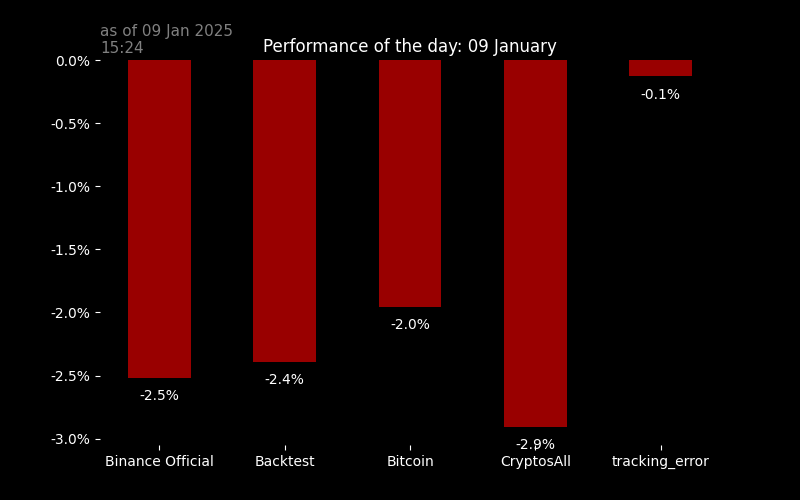 as of 09 Jan 2025
15:24
Performance of the day: 09 January
0.0%
-0.5%
-1.0%
-1.5%
-2.0%
-2.5%
-3.0%
-2.5%
-2.4%
-2.0%
-2.9%
-0.1%
Binance Official
Backtest
Bitcoin
CryptosAll
tracking_error